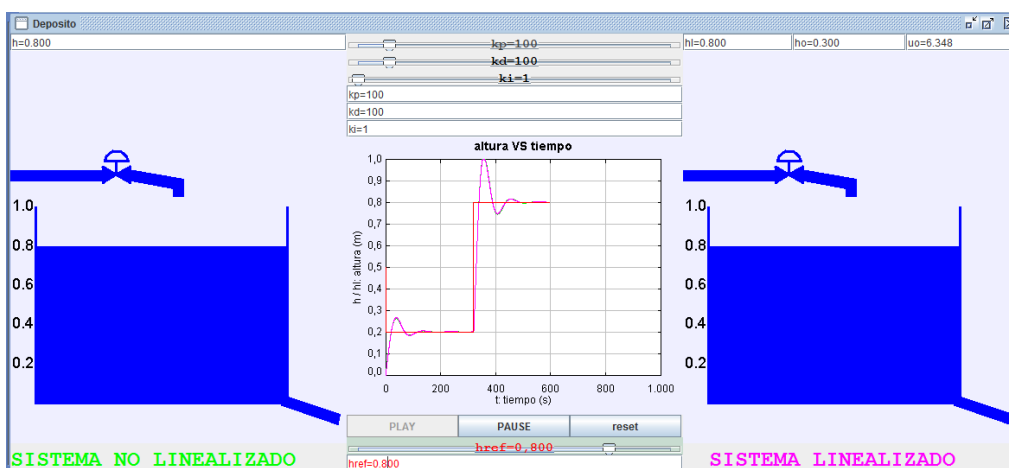 Deposito
h=0.800
kp=100
kd=100
ki=1
kp=100
kd=100
ki=1
hl=0.800
ho=0.300
uo=6.348
1.0
0.8
0.6
0.4
0.2
SISTEMA NO LINEALIZADO
altura VS tiempo
h / hl: altura (m)
1,0
0,9
0,8
0,7
0,6
0,5
0,4
0,3
0,2
0,1
0,0
0
200
400
600
800
1.000
t: tiempo (s)
PLAY
PAUSE
reset
href=0,800
href=0.800
1.0
0.8
0.6
0.4
0.2
SISTEMA LINEALIZADO